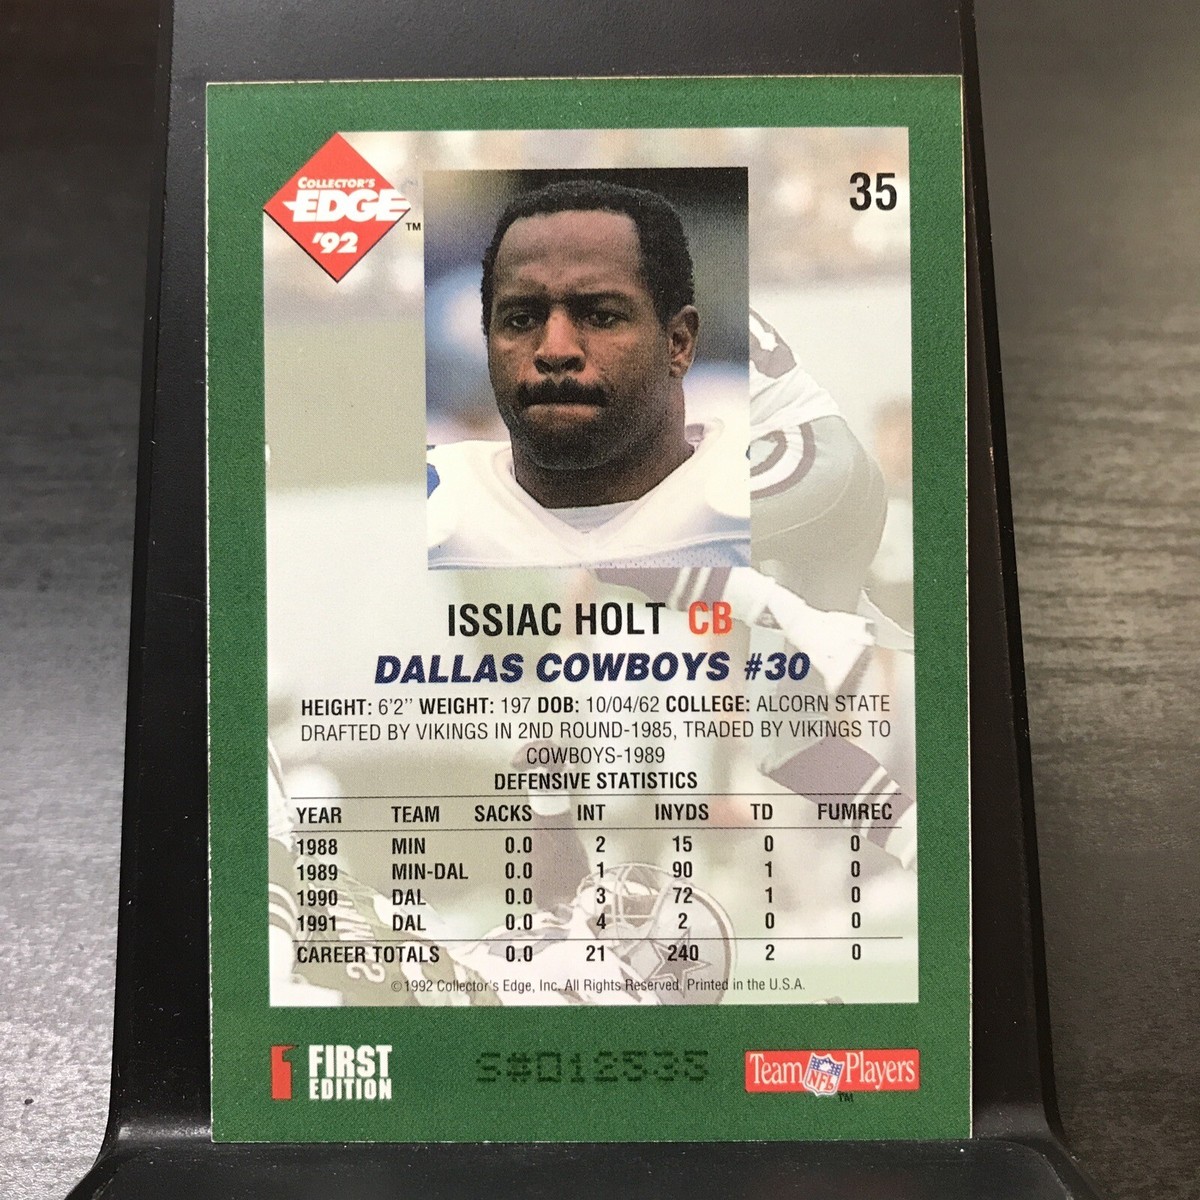 COLLECTOR'S
EDGE
'92
TM
35
ISSIAC HOLT CB
DALLAS COWBOYS #30
HEIGHT: 6'2" WEIGHT: 197 DOB: 10/04/62 COLLEGE: ALCORN STATE
DRAFTED BY VIKINGS IN 2ND ROUND-1985, TRADED BY VIKINGS TO
COWBOYS-1989
DEFENSIVE STATISTICS
YEAR TEAM SACKS INT INYDS TD FUMREC
1988 MIN 0.0 2 15 0 0
1989 MIN-DAL 0.0 1 90 1 0
1990 DAL 0.0 3 72 1 0
1991 DAL 0.0 4 2 0 0
CAREER TOTALS 0.0 21 240 2 0
©1992 Collector's Edge, Inc. All Rights Reserved. Printed in the U.S.A.
1 FIRST
EDITION
S#012535
Team NFL Players
TM